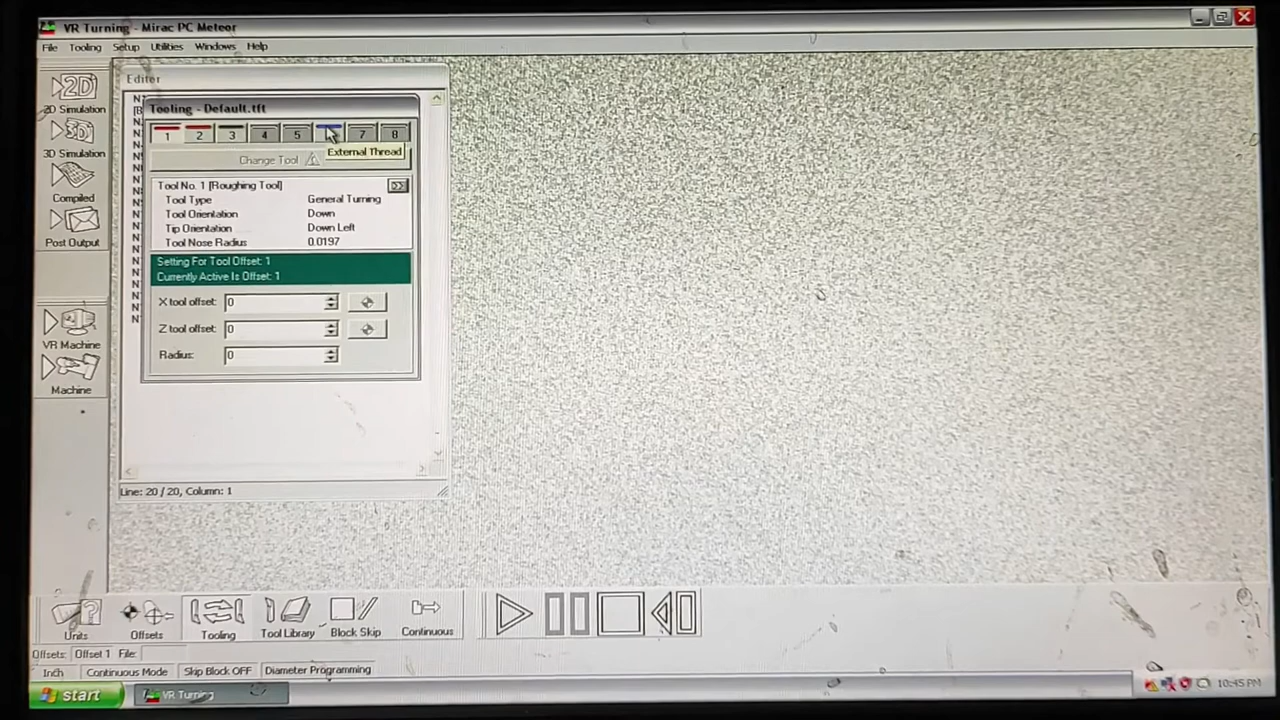 VR Turning - Mirac PC Meteor
File Tooling Setup Utilities Windows Help
2D Simulation
3D Simulation
Compiled
Post Output
VR Machine
Machine
Editor
Tooling - Default.tft
1 2 3 4 5 7 8
External Thread
Change Tool
Tool No. 1 [Roughing Tool] >>
Tool Type General Turning
Tool Orientation Down
Tip Orientation Down Left
Tool Nose Radius 0.0197
Setting For Tool Offset: 1
Currently Active Is Offset: 1
X tool offset: 0
Z tool offset: 0
Radius: 0
Line: 20 / 20, Column: 1
Units Offsets Tooling Tool Library Block Skip Continuous
Offsets: Offset 1 File:
Inch Continuous Mode Skip Block OFF Diameter Programming
start VR Turning 10:45 PM